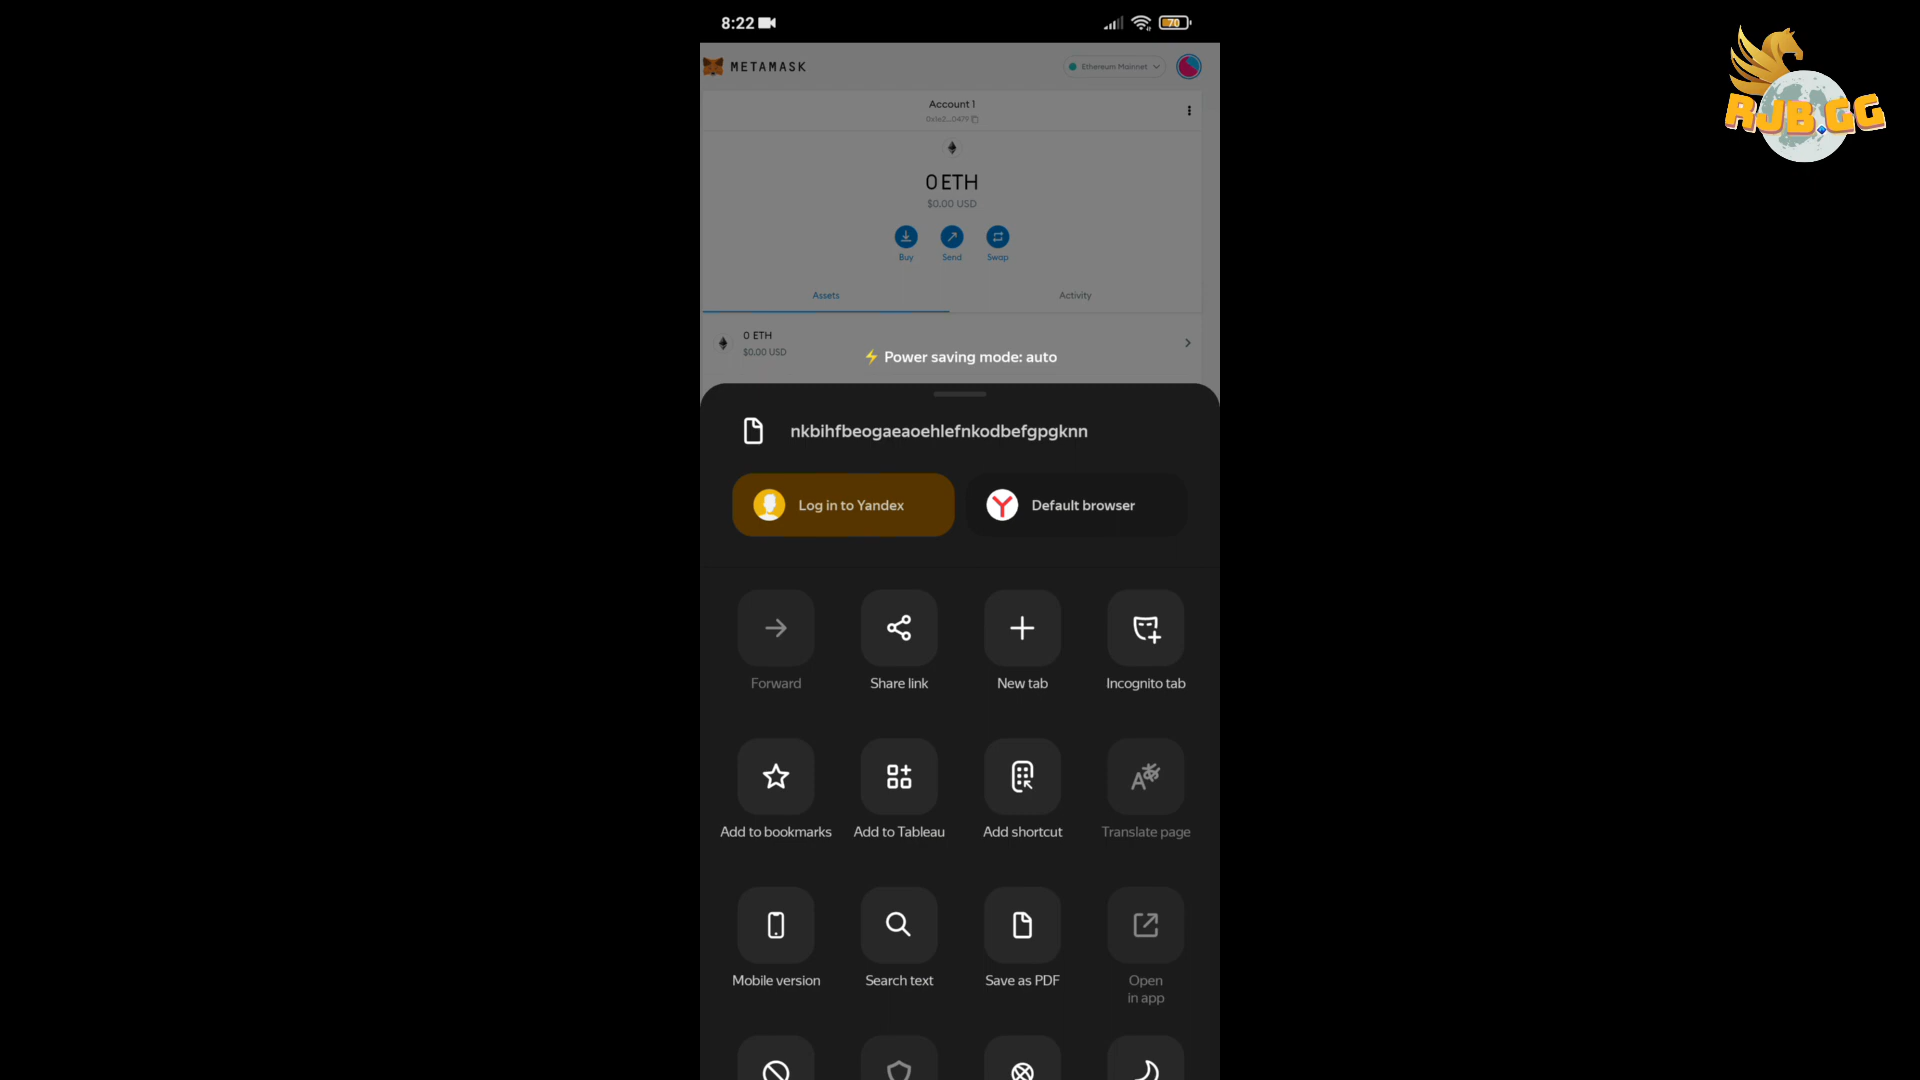 8:22
70
METAMASK
Ethereum Mainnet
RJB.GG
Account 1
0 ETH
$0.00 USD
Buy
Send
Swap
Assets
Activity
0 ETH
$0.00 USD
⚡ Power saving mode: auto
nkbihfbeogaeaoehlefnkodbefgpgknn
Log in to Yandex
Default browser
Forward
Share link
New tab
Incognito tab
Add to bookmarks
Add to Tableau
Add shortcut
Translate page
Mobile version
Search text
Save as PDF
Open
in app